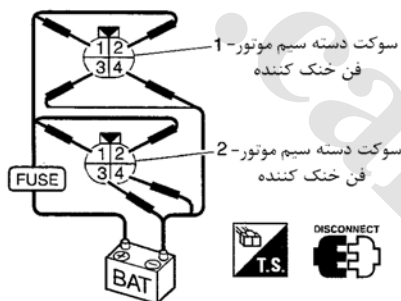 1 2
3 4
سوکت دسته سیم موتور- 1
فن خنک کننده
1 2
3 4
سوکت دسته سیم موتور- 2
فن خنک کننده
FUSE
+ −
BAT
T.S.
DISCONNECT